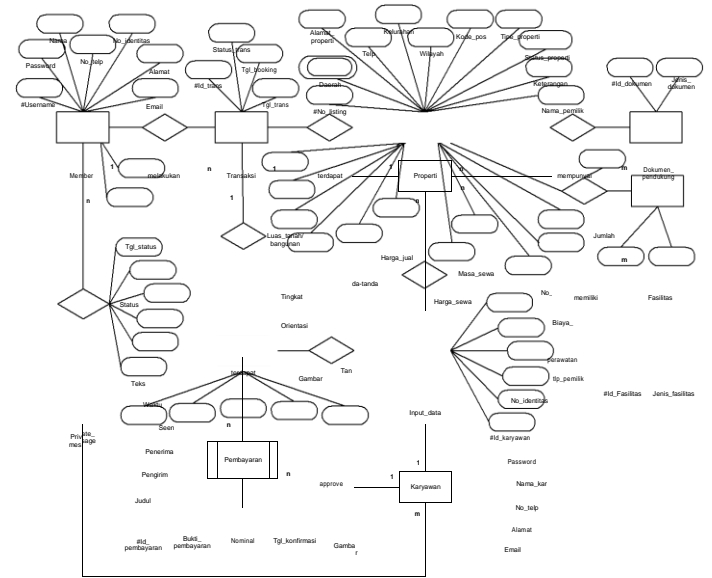 Nama
No_identitas
Password
No_telp
Alamat
#Username
Email
Status_trans
Tgl_booking
#Id_trans
Tgl_trans
Alamat_
properti
Kelurahan
Kode_pos
Tipe_properti
Telp
Wilayah
Status_properti
Daerah
Keterangan
#No_listing
Nama_pemilik
#Id_dokumen
Jenis_
dokumen
Member
1
melakukan
n
Transaksi
1
terdapat
1
Properti
n
mempunyai
m
Dokumen_
pendukung
n
1
n
n
Luas_tanah/
bangunan
Jumlah
Tgl_status
Harga_jual
m
Masa_sewa
da-tanda
Tingkat
No_
memiliki
Fasilitas
Status
Harga_sewa
Orientasi
Biaya_
perawatan
terdapat
Tan
Gambar
tlp_pemilik
Teks
#Id_Fasilitas
Jenis_fasilitas
Waktu
No_identitas
Seen
n
Input_data
Private_
message
#Id_karyawan
Penerima
Pembayaran
1
Password
Pengirim
n
approve
1
Karyawan
Nama_kar
Judul
m
No_telp
#Id_
pembayaran
Bukti_
pembayaran
Nominal
Tgl_konfirmasi
Gamba
r
Alamat
Email